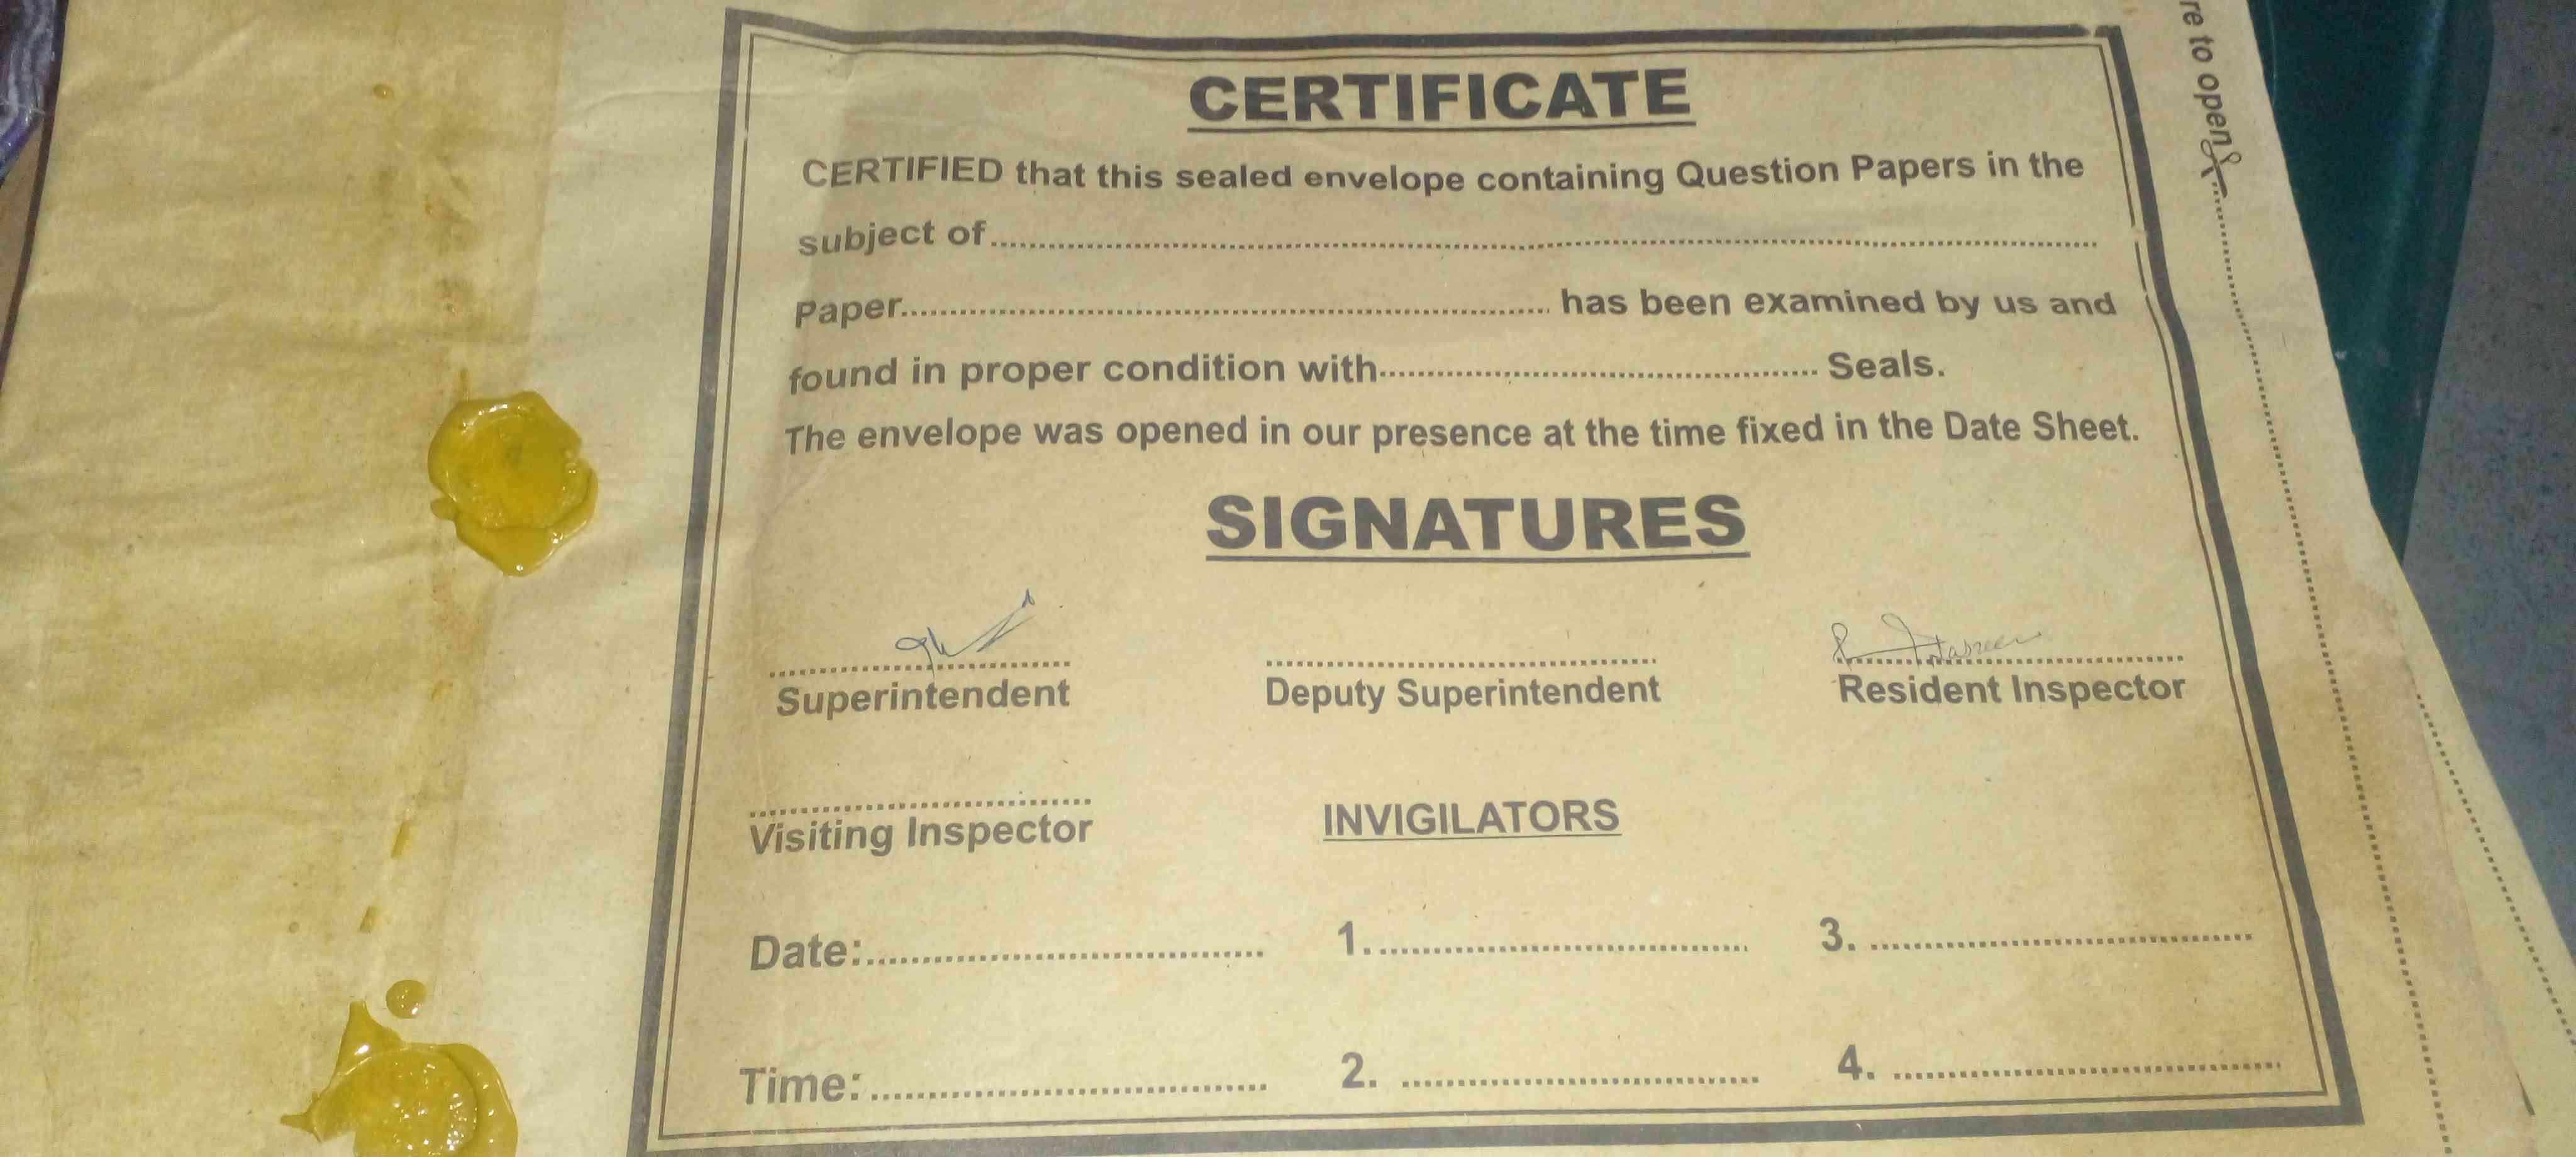 CERTIFICATE
CERTIFIED that this sealed envelope containing Question Papers in the
subject of........................................
Paper........................................ has been examined by us and
found in proper condition with........................................ Seals.
The envelope was opened in our presence at the time fixed in the Date Sheet.
SIGNATURES
Superintendent Deputy Superintendent Resident Inspector
Visiting Inspector INVIGILATORS
Date:........................................ 1......................................... 3. ........................................
Time:........................................ 2. ........................................ 4. ........................................
re to open